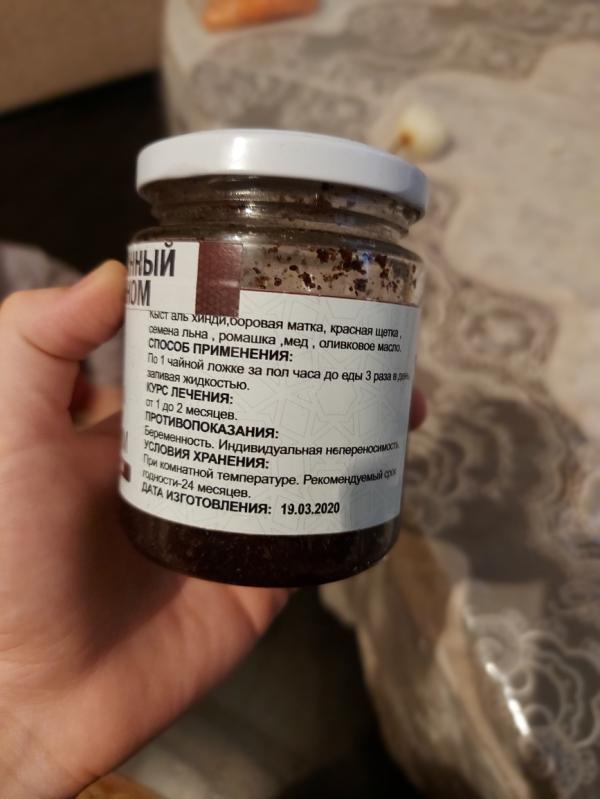 ННЫЙ
НОМ
Кыст аль хинди,боровая матка, красная щетка ,
семена льна , ромашка ,мед , оливковое масло.
СПОСОБ ПРИМЕНЕНИЯ:
По 1 чайной ложке за пол часа до еды 3 раза в день,
запивая жидкостью.
КУРС ЛЕЧЕНИЯ:
от 1 до 2 месяцев.
ПРОТИВОПОКАЗАНИЯ:
Беременность. Индивидуальная непереносимость.
УСЛОВИЯ ХРАНЕНИЯ:
При комнатной температуре. Рекомендуемый срок
годности-24 месяцев.
ДАТА ИЗГОТОВЛЕНИЯ: 19.03.2020